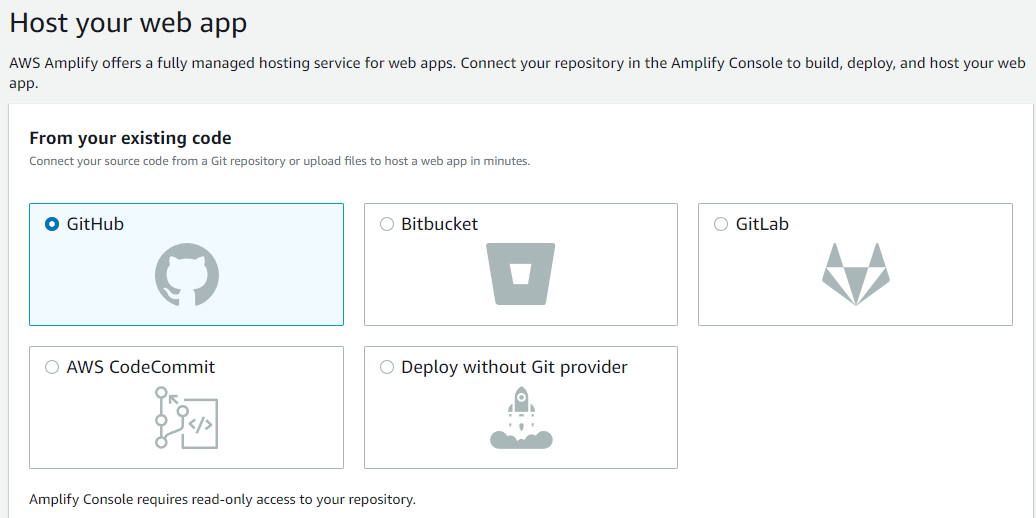 Host your web app
AWS Amplify offers a fully managed hosting service for web apps. Connect your repository in the Amplify Console to build, deploy, and host your web
app.
From your existing code
Connect your source code from a Git repository or upload files to host a web app in minutes.
GitHub
Bitbucket
GitLab
AWS CodeCommit
</>
Deploy without Git provider
Amplify Console requires read-only access to your repository.